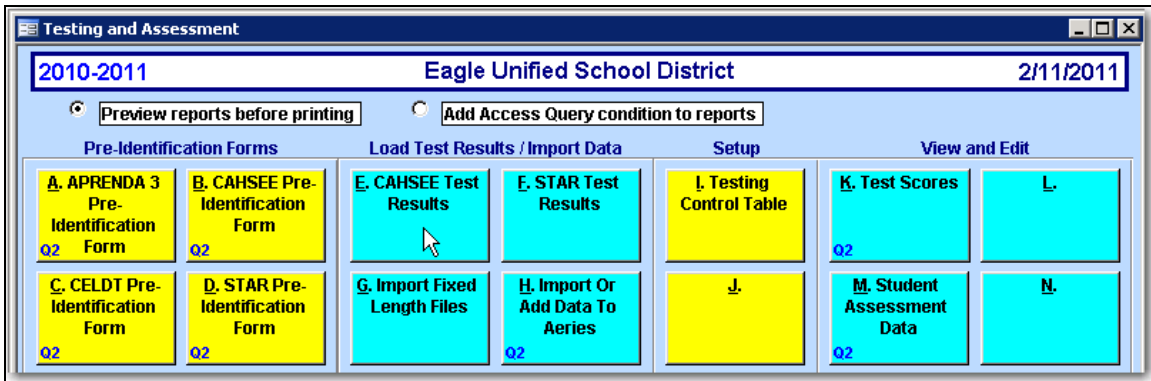 Testing and Assessment
2010-2011 Eagle Unified School District 2/11/2011
Preview reports before printing Add Access Query condition to reports
Pre-Identification Forms Load Test Results / Import Data Setup View and Edit
A. APRENDA 3
Pre-
Identification
Form
Q2
B. CAHSEE Pre-
Identification
Form
Q2
E. CAHSEE Test
Results
F. STAR Test
Results
I. Testing
Control Table
K. Test Scores
Q2
L.
C. CELDT Pre-
Identification
Form
Q2
D. STAR Pre-
Identification
Form
Q2
G. Import Fixed
Length Files
H. Import Or
Add Data To
Aeries
Q2
J.
M. Student
Assessment
Data
Q2
N.